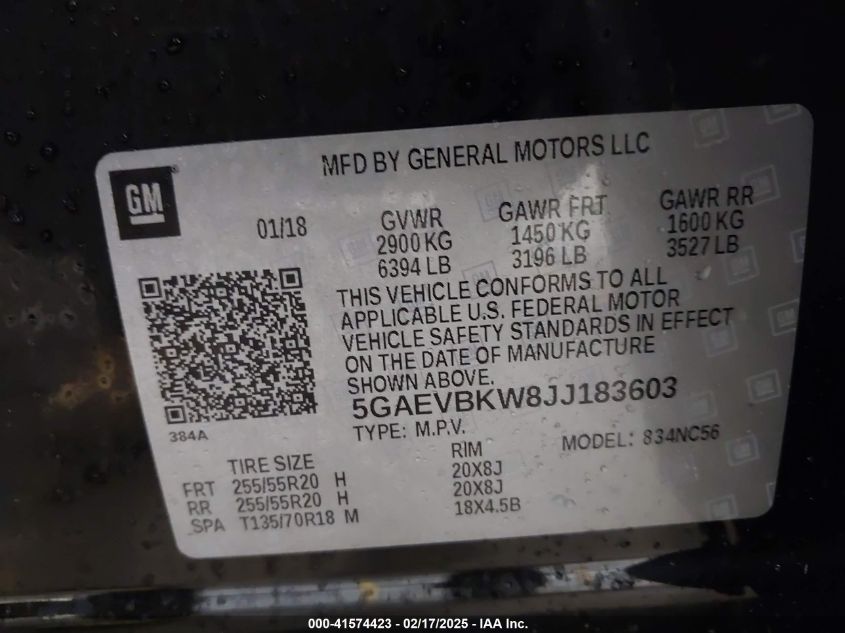 MFD BY GENERAL MOTORS LLC
GM
01/18
GVWR
2900 KG
6394 LB
GAWR FRT
1450 KG
3196 LB
GAWR RR
1600 KG
3527 LB
THIS VEHICLE CONFORMS TO ALL
APPLICABLE U.S. FEDERAL MOTOR
VEHICLE SAFETY STANDARDS IN EFFECT
ON THE DATE OF MANUFACTURE
SHOWN ABOVE.
5GAEVBKW8JJ183603
384A
TYPE: M.P.V.
MODEL: 834NC56
TIRE SIZE RIM
FRT 255/55R20 H 20X8J
RR 255/55R20 H 20X8J
SPA T135/70R18 M 18X4.5B
000-41574423 - 02/17/2025 - IAA Inc.